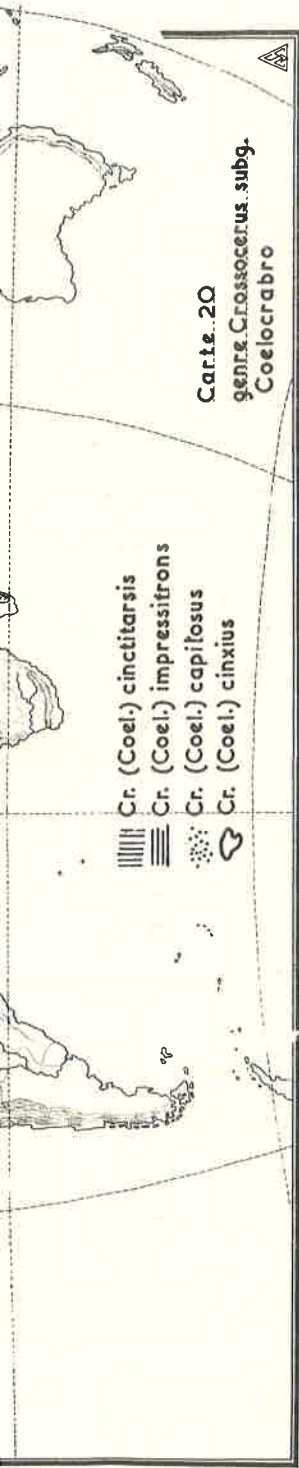 Cr. (Coel.) cinctitarsis
Cr. (Coel.) impressifrons
Cr. (Coel.) capitosus
Cr. (Coel.) cinxius
Carte 20
genre Crossocerus subg.
Coelocrabro